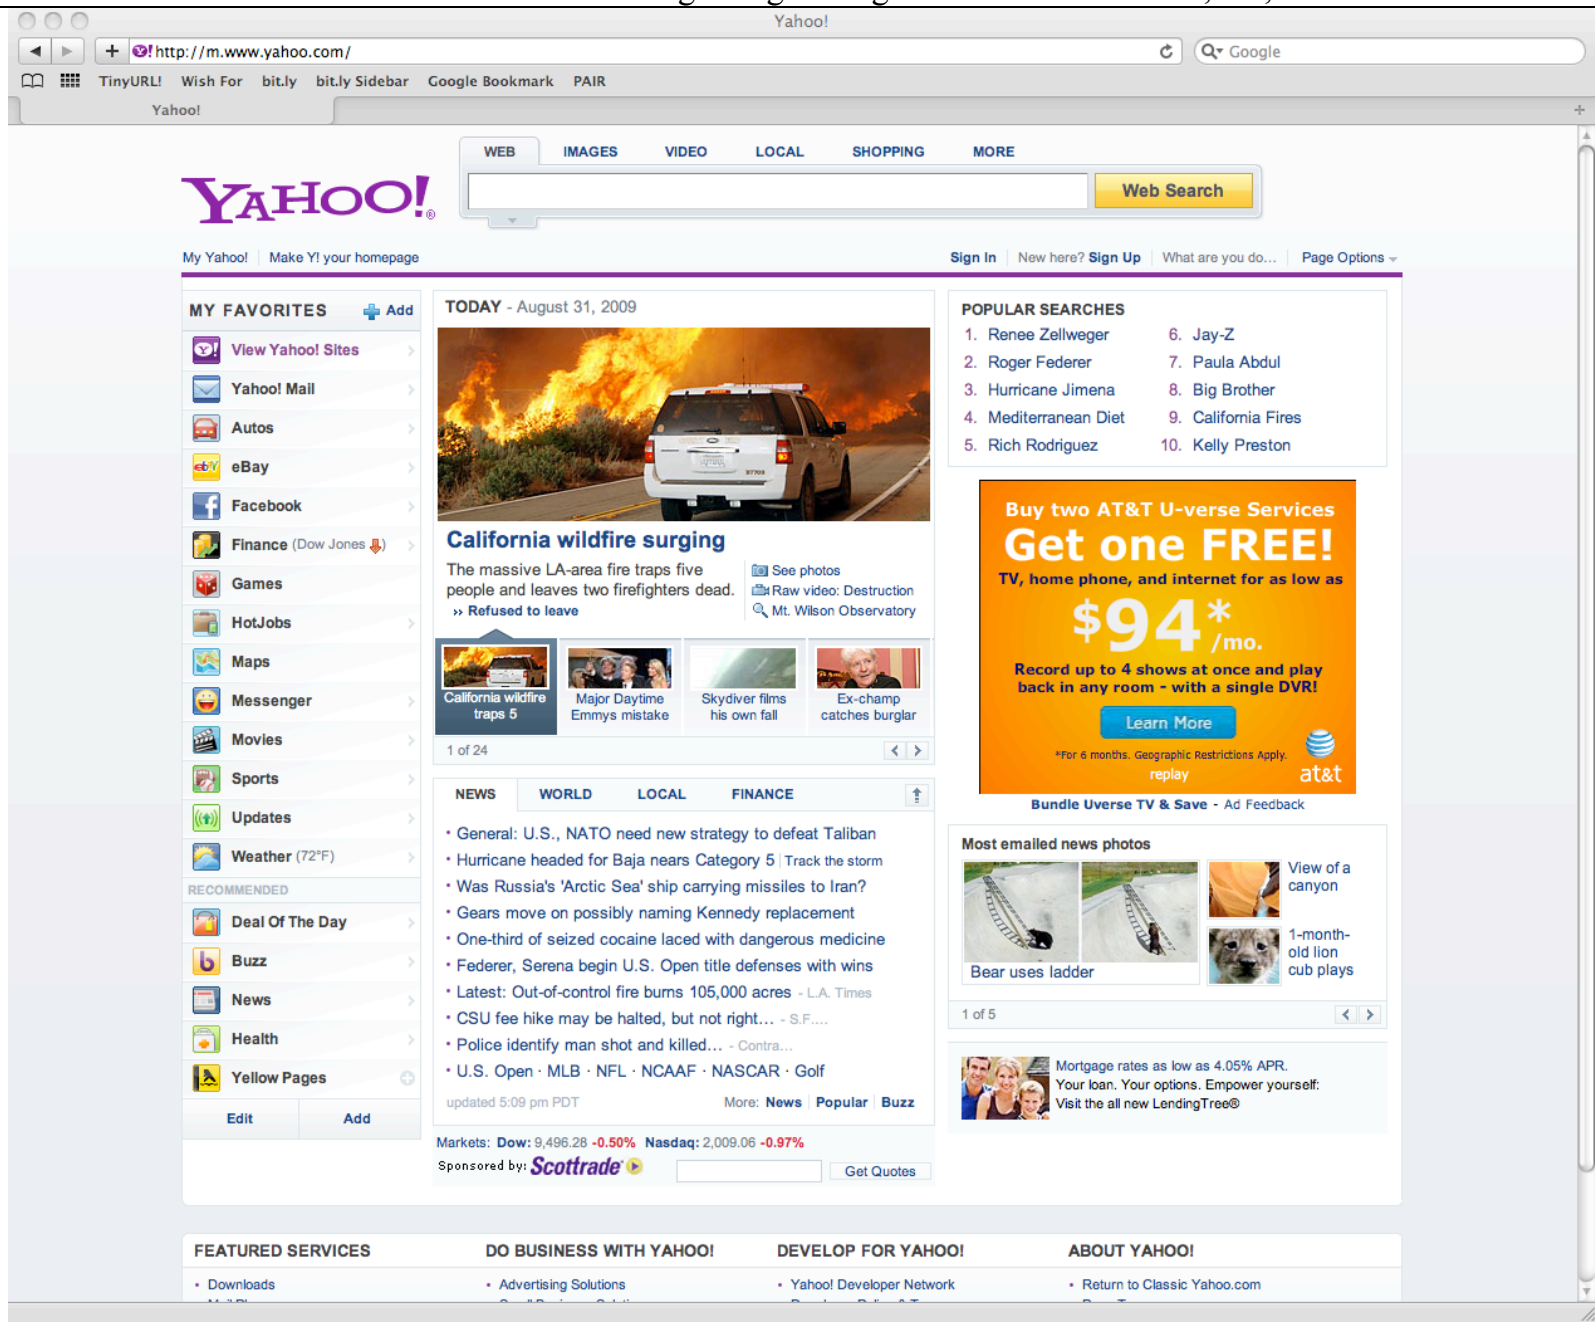 Yahoo!
http://m.www.yahoo.com/
Google
TinyURL! Wish For bit.ly bit.ly Sidebar Google Bookmark PAIR
Yahoo!
WEB IMAGES VIDEO LOCAL SHOPPING MORE
YAHOO!®
Web Search
My Yahoo! Make Y! your homepage
Sign In New here? Sign Up What are you do... Page Options
MY FAVORITES Add
View Yahoo! Sites
Yahoo! Mail
Autos
eBay
Facebook
Finance (Dow Jones)
Games
HotJobs
Maps
Messenger
Movies
Sports
Updates
Weather (72°F)
RECOMMENDED
Deal Of The Day
Buzz
News
Health
Yellow Pages
Edit Add
TODAY - August 31, 2009
California wildfire surging
The massive LA-area fire traps five
people and leaves two firefighters dead.
» Refused to leave
See photos
Raw video: Destruction
Mt. Wilson Observatory
California wildfire
traps 5
Major Daytime
Emmys mistake
Skydiver films
his own fall
Ex-champ
catches burglar
1 of 24
NEWS WORLD LOCAL FINANCE
• General: U.S., NATO need new strategy to defeat Taliban
• Hurricane headed for Baja nears Category 5 | Track the storm
• Was Russia's 'Arctic Sea' ship carrying missiles to Iran?
• Gears move on possibly naming Kennedy replacement
• One-third of seized cocaine laced with dangerous medicine
• Federer, Serena begin U.S. Open title defenses with wins
• Latest: Out-of-control fire burns 105,000 acres - L.A. Times
• CSU fee hike may be halted, but not right... - S.F....
• Police identify man shot and killed... - Contra...
• U.S. Open · MLB · NFL · NCAAF · NASCAR · Golf
updated 5:09 pm PDT More: News Popular Buzz
Markets: Dow: 9,496.28 -0.50% Nasdaq: 2,009.06 -0.97%
Sponsored by: Scottrade
Get Quotes
POPULAR SEARCHES
1. Renee Zellweger
2. Roger Federer
3. Hurricane Jimena
4. Mediterranean Diet
5. Rich Rodriguez
6. Jay-Z
7. Paula Abdul
8. Big Brother
9. California Fires
10. Kelly Preston
Buy two AT&T U-verse Services
Get one FREE!
TV, home phone, and internet for as low as
$94*/mo.
Record up to 4 shows at once and play
back in any room - with a single DVR!
Learn More
*For 6 months. Geographic Restrictions Apply.
replay
at&t
Bundle Uverse TV & Save - Ad Feedback
Most emailed news photos
Bear uses ladder
View of a
canyon
1-month-
old lion
cub plays
1 of 5
Mortgage rates as low as 4.05% APR.
Your loan. Your options. Empower yourself:
Visit the all new LendingTree®
FEATURED SERVICES DO BUSINESS WITH YAHOO! DEVELOP FOR YAHOO! ABOUT YAHOO!
• Downloads • Advertising Solutions • Yahoo! Developer Network • Return to Classic Yahoo.com